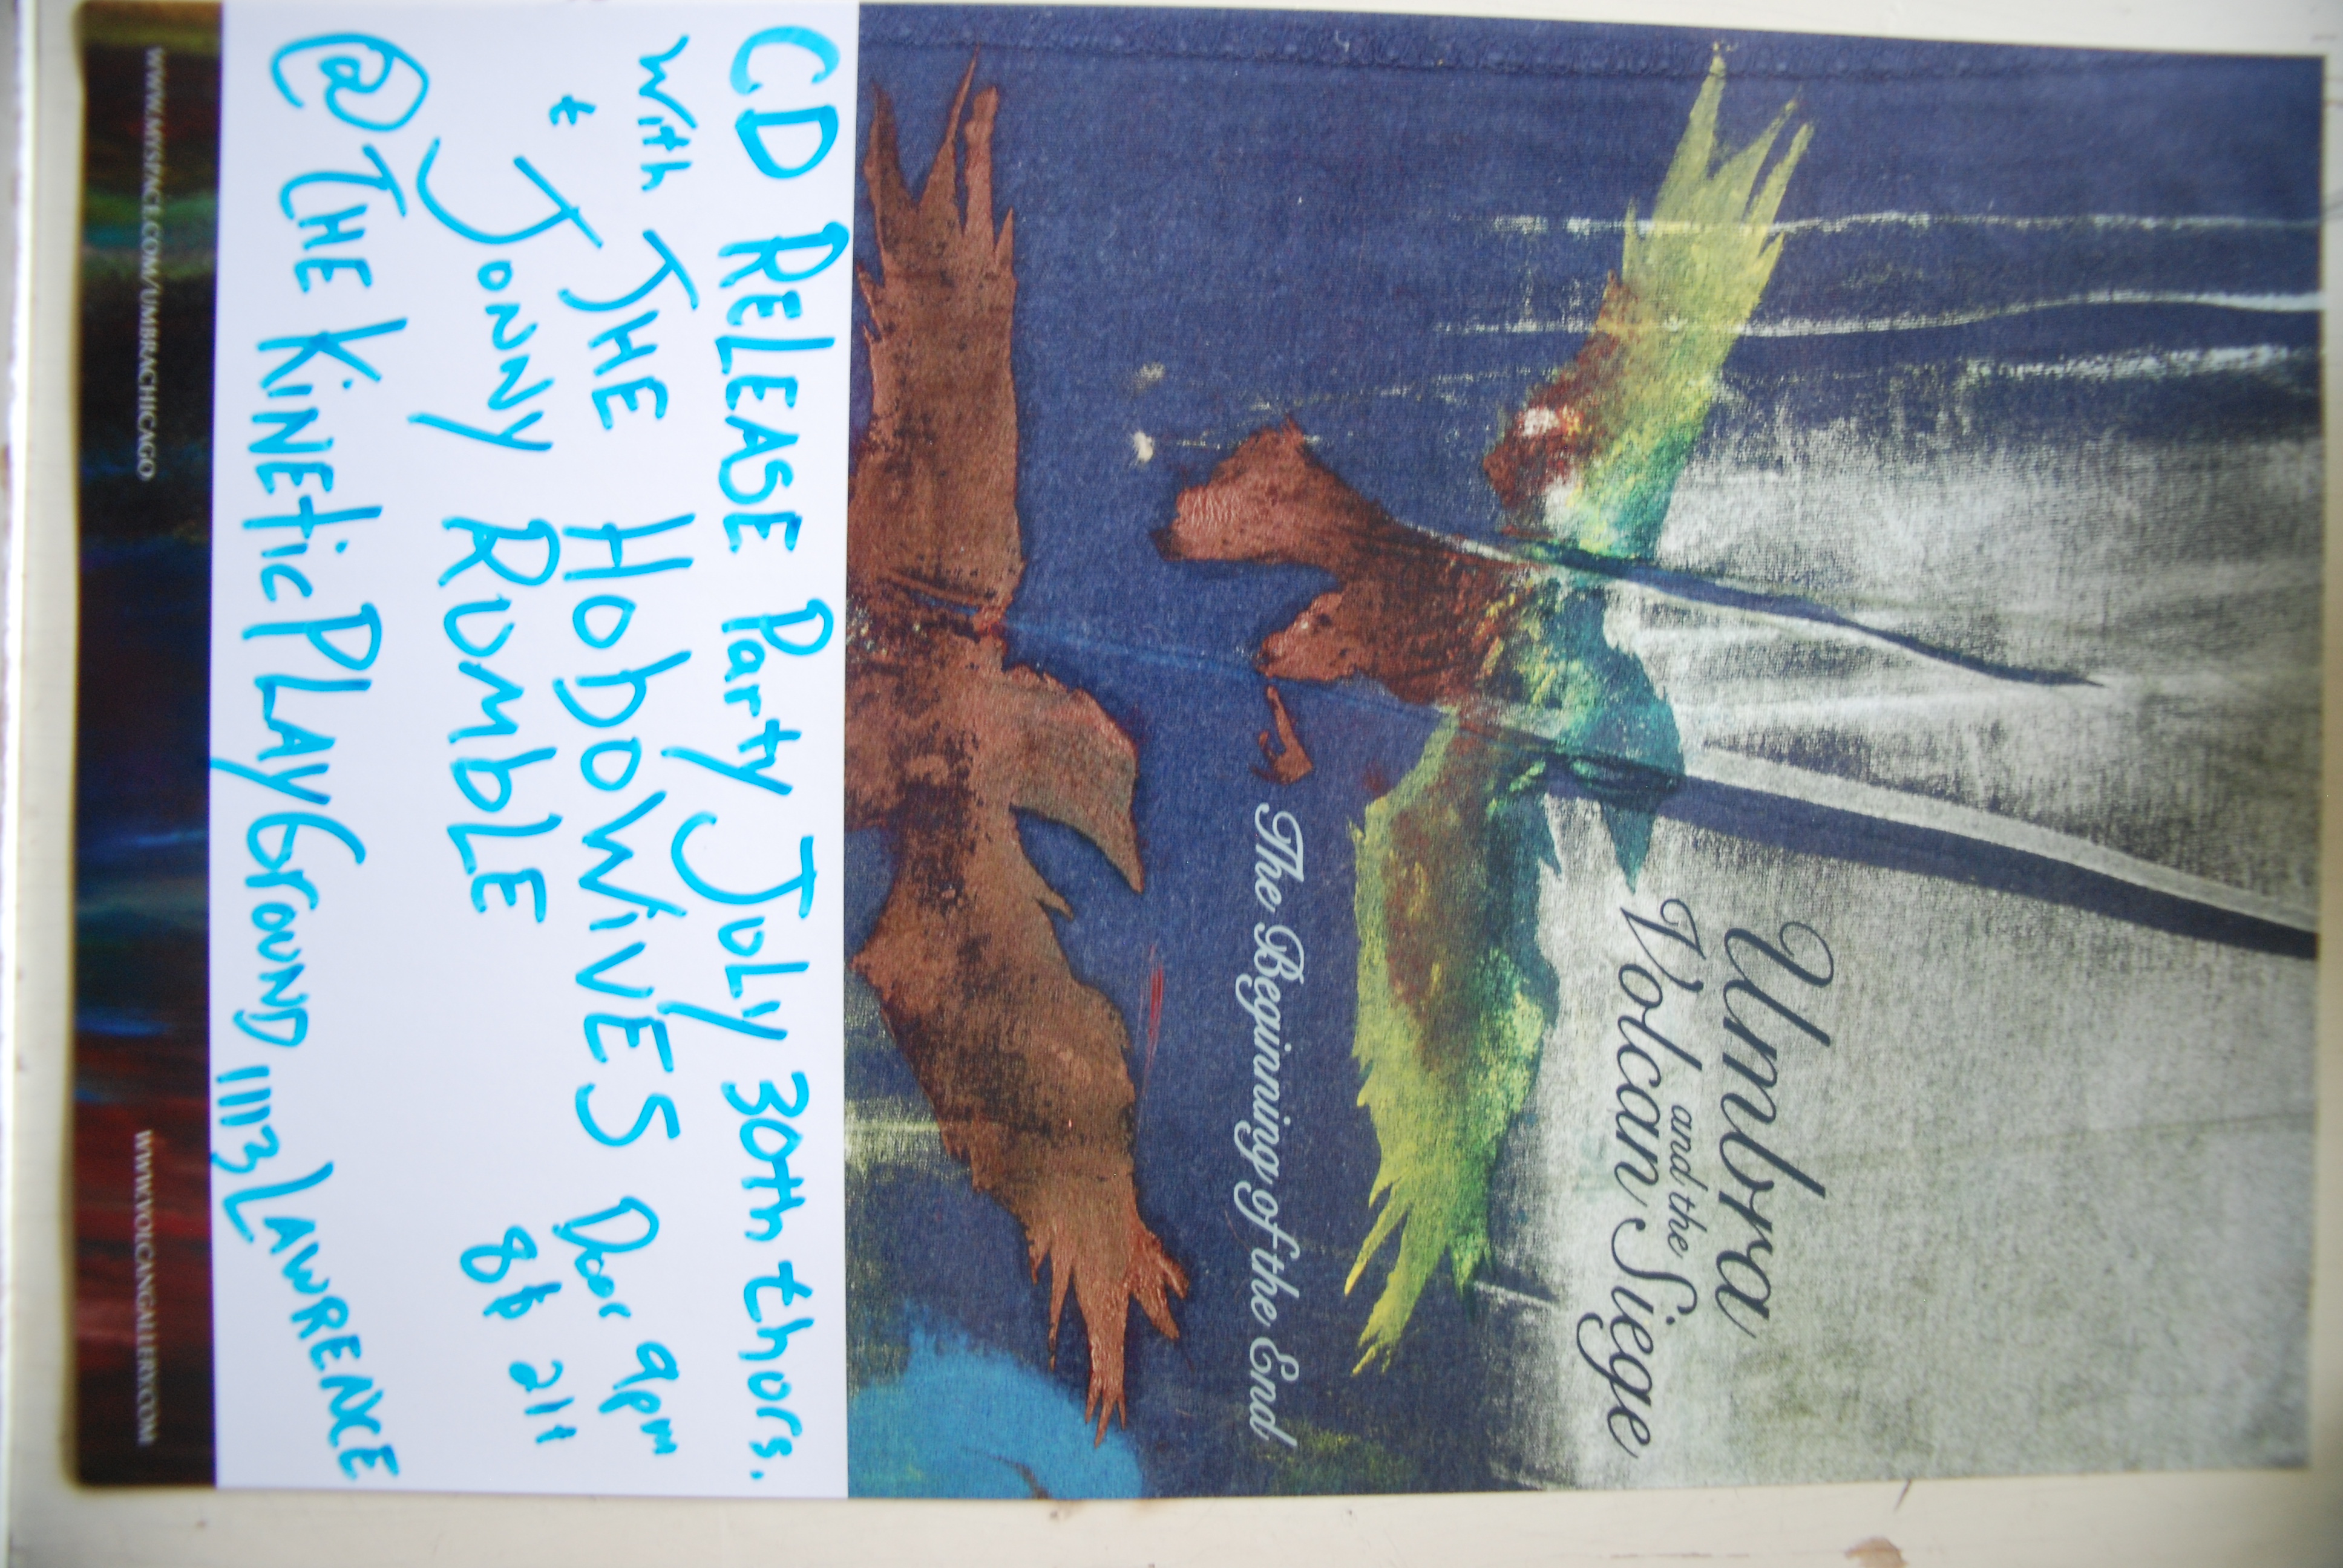 Umbra
and the
Volcan Siege
The Beginning of the End
CD ReLEASE Party JuLy 30th thurs.
with THE HoboWiVES Door 9pm
& JoNNy RumbLE 8$ 21+
@ THE KiNEtic PLAyGrouND 1113 LAwRENCE
WWW.MYSPACE.COM/UMBRACHICAGO WWW.VOLCANGALLERY.COM